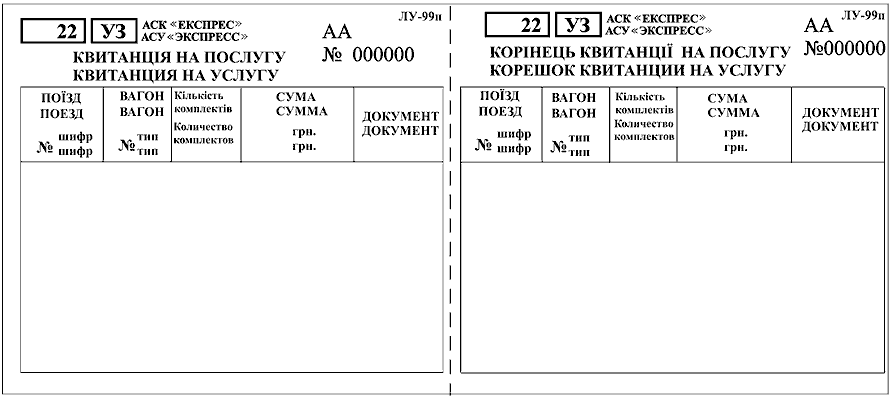 ЛУ-99п
22 УЗ АСК «ЕКСПРЕС»
АСУ «ЭКСПРЕСС»
АА
№ 000000
КВИТАНЦІЯ НА ПОСЛУГУ
КВИТАНЦИЯ НА УСЛУГУ
ПОЇЗД
ПОЕЗД
№ шифр
шифр
ВАГОН
ВАГОН
№ тип
тип
Кількість
комплектів
Количество
комплектов
СУМА
СУММА
грн.
грн.
ДОКУМЕНТ
ДОКУМЕНТ
ЛУ-99п
22 УЗ АСК «ЕКСПРЕС»
АСУ «ЭКСПРЕСС»
АА
№000000
КОРІНЕЦЬ КВИТАНЦІЇ НА ПОСЛУГУ
КОРЕШОК КВИТАНЦИИ НА УСЛУГУ
ПОЇЗД
ПОЕЗД
№ шифр
шифр
ВАГОН
ВАГОН
№ тип
тип
Кількість
комплектів
Количество
комплектов
СУМА
СУММА
грн.
грн.
ДОКУМЕНТ
ДОКУМЕНТ